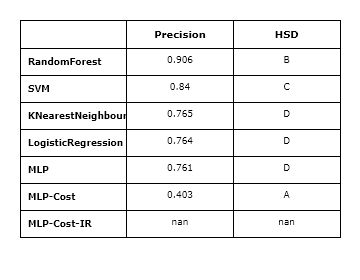 Precision HSD
RandomForest 0.906 B
SVM 0.84 C
KNearestNeighbour 0.765 D
LogisticRegression 0.764 D
MLP 0.761 D
MLP-Cost 0.403 A
MLP-Cost-IR nan nan